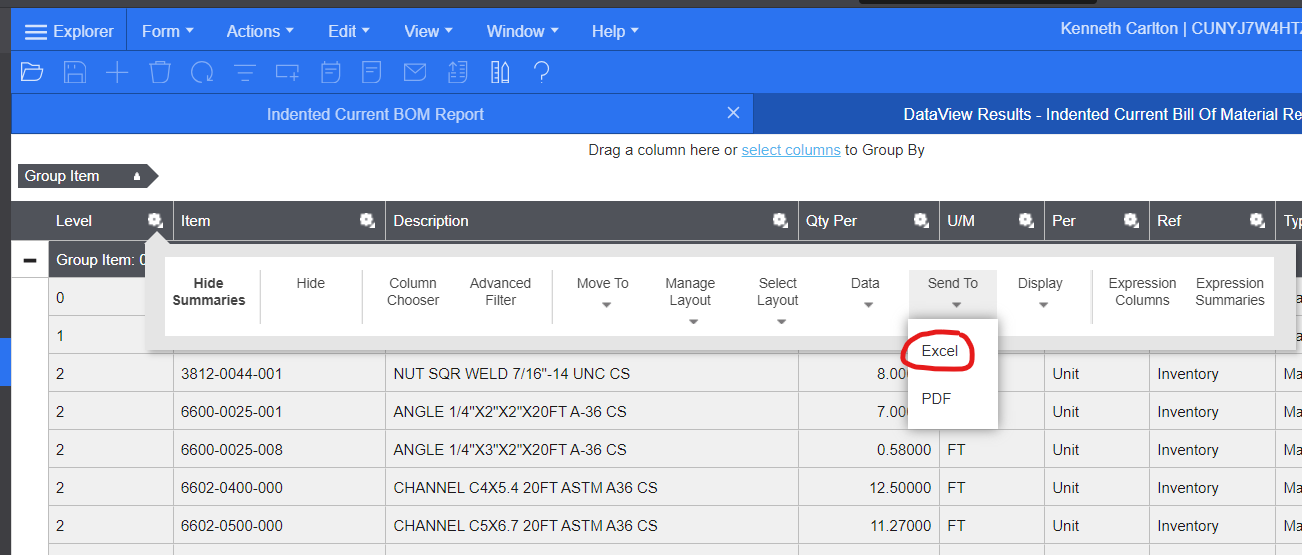 Explorer Form Actions Edit View Window Help Kenneth Carlton | CUNYJ7W4HTZ
Indented Current BOM Report DataView Results - Indented Current Bill Of Material Re
Drag a column here or select columns to Group By
Group Item
Level Item Description Qty Per U/M Per Ref Typ
Group Item: 0
Hide Summaries Hide Column Chooser Advanced Filter Move To Manage Layout Select Layout Data Send To Display Expression Columns Expression Summaries
Excel
PDF
0
1
2 3812-0044-001 NUT SQR WELD 7/16"-14 UNC CS 8.000 Unit Inventory Ma
2 6600-0025-001 ANGLE 1/4"X2"X2"X20FT A-36 CS 7.000 Unit Inventory Ma
2 6600-0025-008 ANGLE 1/4"X3"X2"X20FT A-36 CS 0.58000 FT Unit Inventory Ma
2 6602-0400-000 CHANNEL C4X5.4 20FT ASTM A36 CS 12.50000 FT Unit Inventory Ma
2 6602-0500-000 CHANNEL C5X6.7 20FT ASTM A36 CS 11.27000 FT Unit Inventory Ma